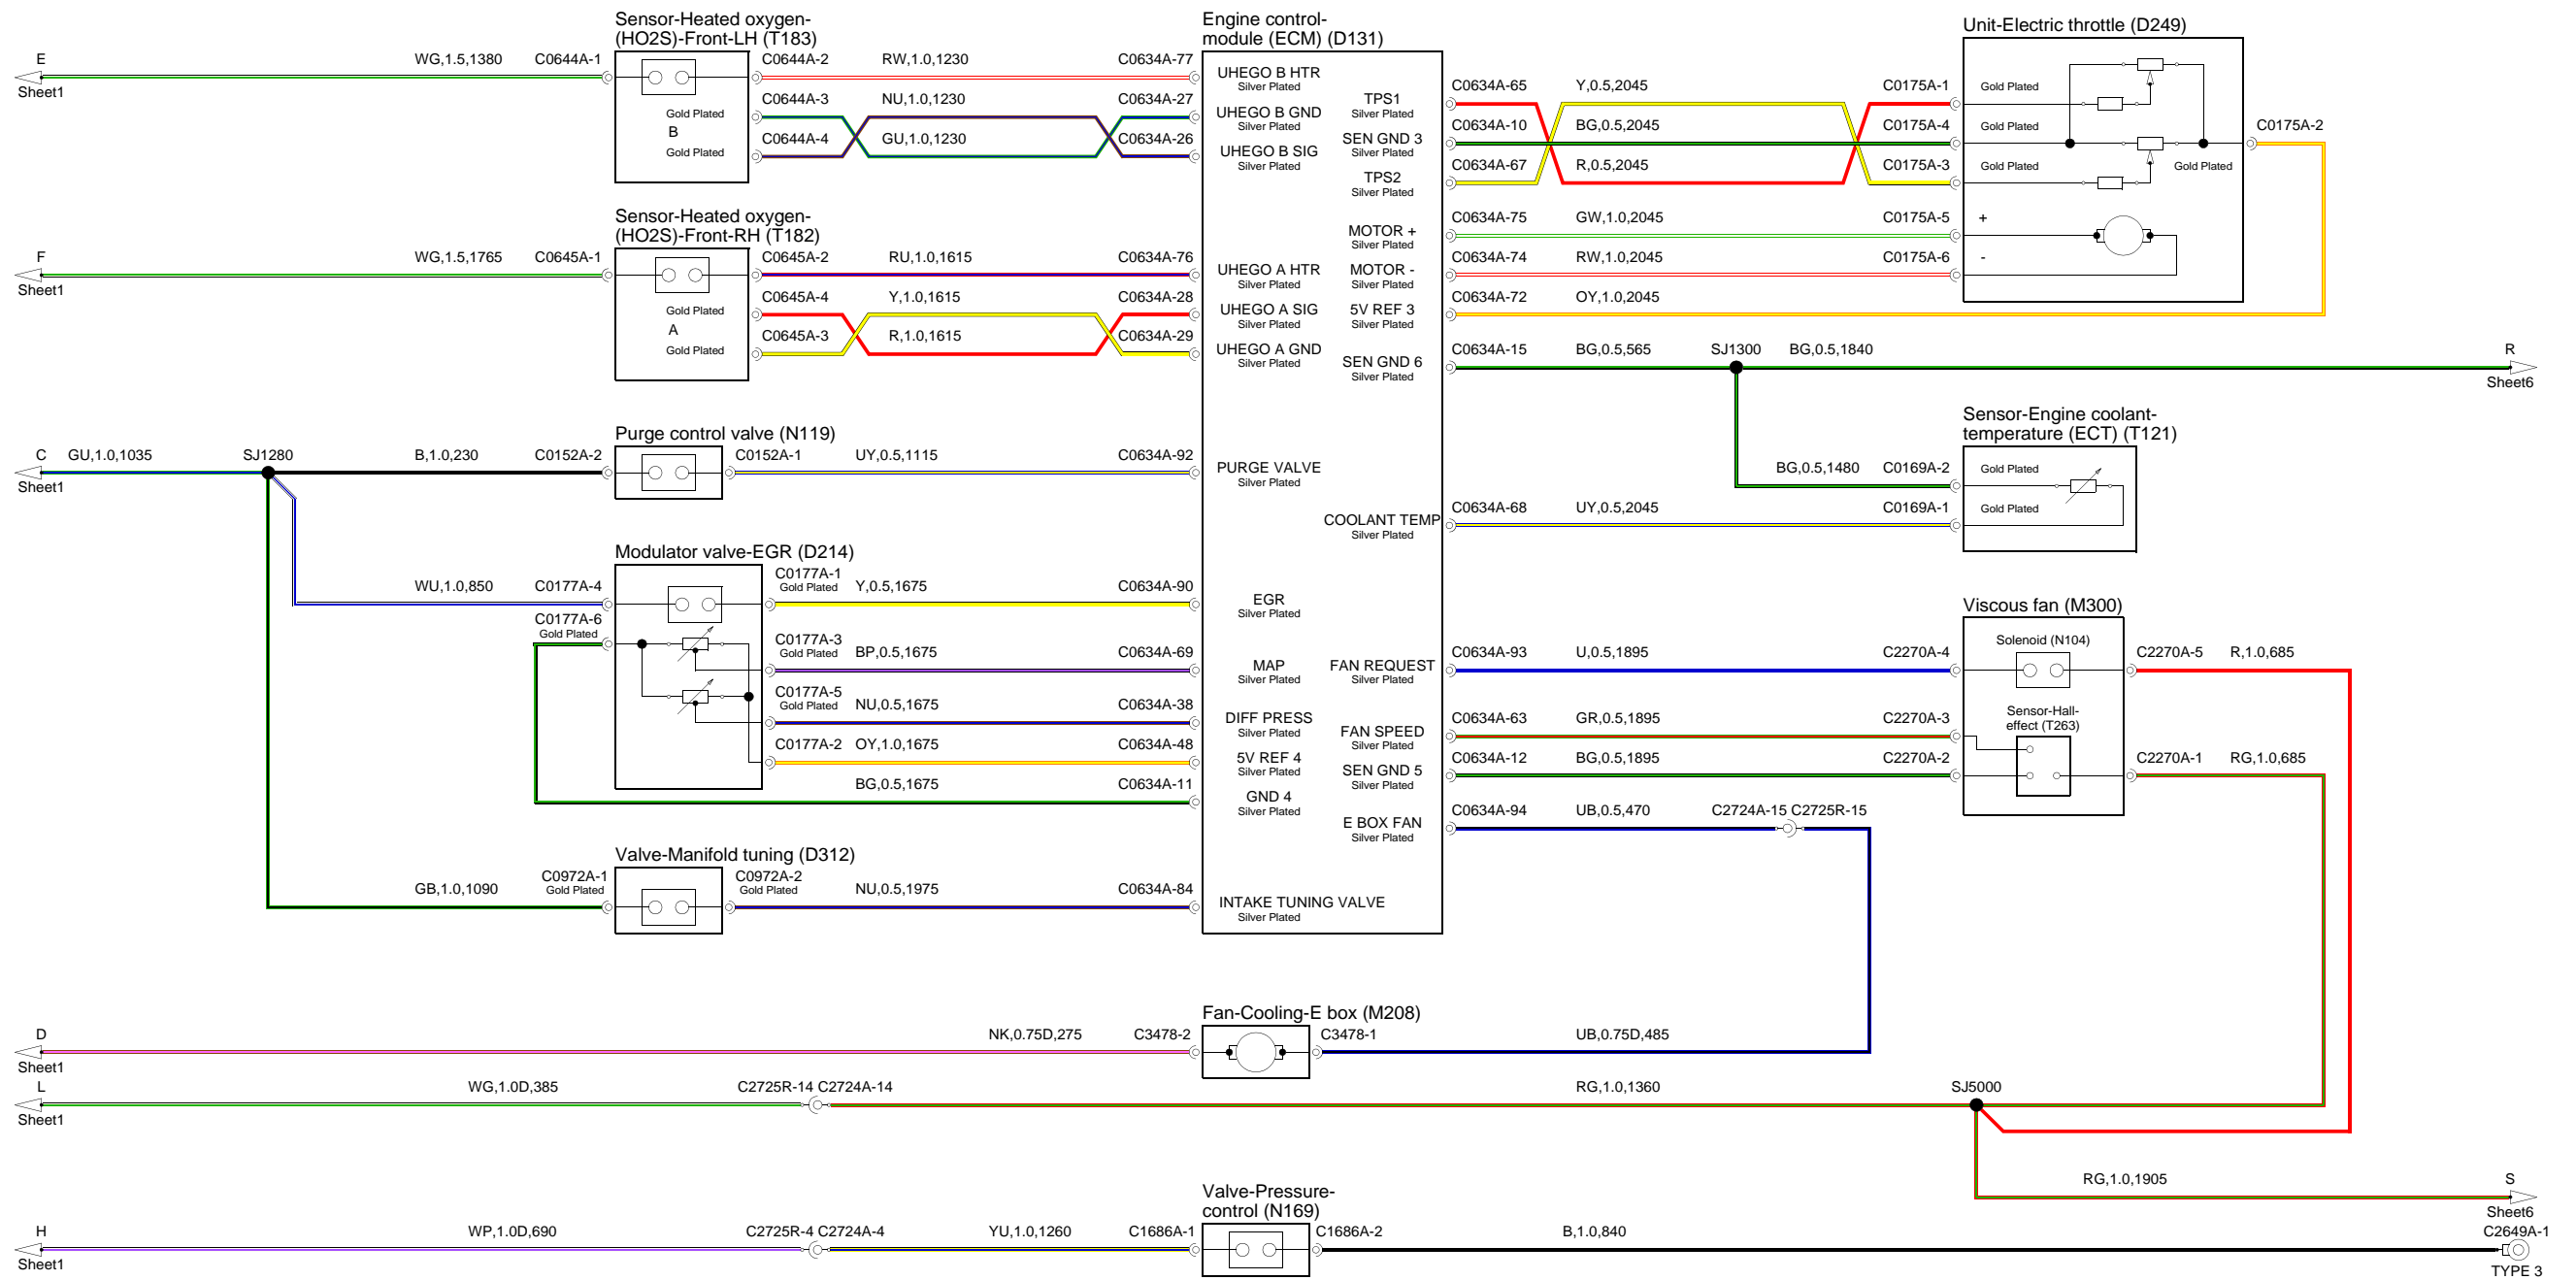 Sensor-Heated oxygen-
(HO2S)-Front-LH (T183)
Engine control-
module (ECM) (D131)
Unit-Electric throttle (D249)
E
Sheet1
WG,1.5,1380
C0644A-1
C0644A-2
RW,1.0,1230
C0634A-77
UHEGO B HTR
Silver Plated
C0644A-3
Gold Plated
NU,1.0,1230
C0634A-27
UHEGO B GND
Silver Plated
B
C0644A-4
Gold Plated
GU,1.0,1230
C0634A-26
UHEGO B SIG
Silver Plated
TPS1
Silver Plated
C0634A-65
Y,0.5,2045
C0175A-1
Gold Plated
SEN GND 3
Silver Plated
C0634A-10
BG,0.5,2045
C0175A-4
Gold Plated
C0175A-2
Gold Plated
TPS2
Silver Plated
C0634A-67
R,0.5,2045
C0175A-3
Gold Plated
MOTOR +
Silver Plated
C0634A-75
GW,1.0,2045
C0175A-5
+
MOTOR -
Silver Plated
C0634A-74
RW,1.0,2045
C0175A-6
-
5V REF 3
Silver Plated
C0634A-72
OY,1.0,2045
Sensor-Heated oxygen-
(HO2S)-Front-RH (T182)
F
Sheet1
WG,1.5,1765
C0645A-1
C0645A-2
RU,1.0,1615
C0634A-76
UHEGO A HTR
Silver Plated
C0645A-4
Gold Plated
Y,1.0,1615
C0634A-28
UHEGO A SIG
Silver Plated
A
C0645A-3
Gold Plated
R,1.0,1615
C0634A-29
UHEGO A GND
Silver Plated
SEN GND 6
Silver Plated
C0634A-15
BG,0.5,565
SJ1300
BG,0.5,1840
R
Sheet6
Sensor-Engine coolant-
temperature (ECT) (T121)
BG,0.5,1480
C0169A-2
Gold Plated
COOLANT TEMP
Silver Plated
C0634A-68
UY,0.5,2045
C0169A-1
Gold Plated
Purge control valve (N119)
C
Sheet1
GU,1.0,1035
SJ1280
B,1.0,230
C0152A-2
C0152A-1
UY,0.5,1115
C0634A-92
PURGE VALVE
Silver Plated
Modulator valve-EGR (D214)
WU,1.0,850
C0177A-4
C0177A-1
Gold Plated
Y,0.5,1675
C0634A-90
EGR
Silver Plated
C0177A-6
Gold Plated
C0177A-3
Gold Plated
BP,0.5,1675
C0634A-69
MAP
Silver Plated
C0177A-5
Gold Plated
NU,0.5,1675
C0634A-38
DIFF PRESS
Silver Plated
C0177A-2
OY,1.0,1675
C0634A-48
5V REF 4
Silver Plated
BG,0.5,1675
C0634A-11
GND 4
Silver Plated
Viscous fan (M300)
FAN REQUEST
Silver Plated
C0634A-93
U,0.5,1895
C2270A-4
Solenoid (N104)
C2270A-5
R,1.0,685
FAN SPEED
Silver Plated
C0634A-63
GR,0.5,1895
C2270A-3
Sensor-Hall-
effect (T263)
SEN GND 5
Silver Plated
C0634A-12
BG,0.5,1895
C2270A-2
C2270A-1
RG,1.0,685
E BOX FAN
Silver Plated
C0634A-94
UB,0.5,470
C2724A-15 C2725R-15
Valve-Manifold tuning (D312)
GB,1.0,1090
C0972A-1
Gold Plated
C0972A-2
Gold Plated
NU,0.5,1975
C0634A-84
INTAKE TUNING VALVE
Silver Plated
Fan-Cooling-E box (M208)
D
Sheet1
NK,0.75D,275
C3478-2
C3478-1
UB,0.75D,485
L
Sheet1
WG,1.0D,385
C2725R-14 C2724A-14
RG,1.0,1360
SJ5000
RG,1.0,1905
S
Sheet6
Valve-Pressure-
control (N169)
H
Sheet1
WP,1.0D,690
C2725R-4 C2724A-4
YU,1.0,1260
C1686A-1
C1686A-2
B,1.0,840
C2649A-1
TYPE 3